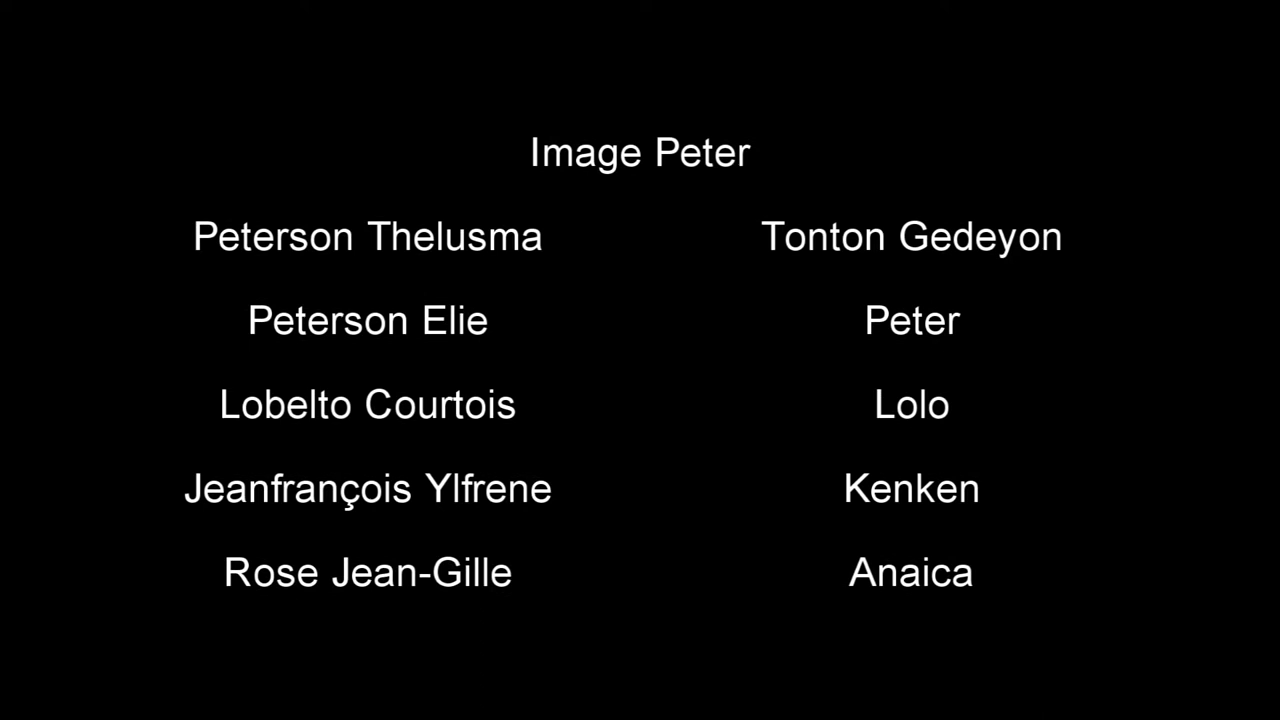 Image Peter
Peterson Thelusma Tonton Gedeyon
Peterson Elie Peter
Lobelto Courtois Lolo
Jeanfrançois Ylfrene Kenken
Rose Jean-Gille Anaica